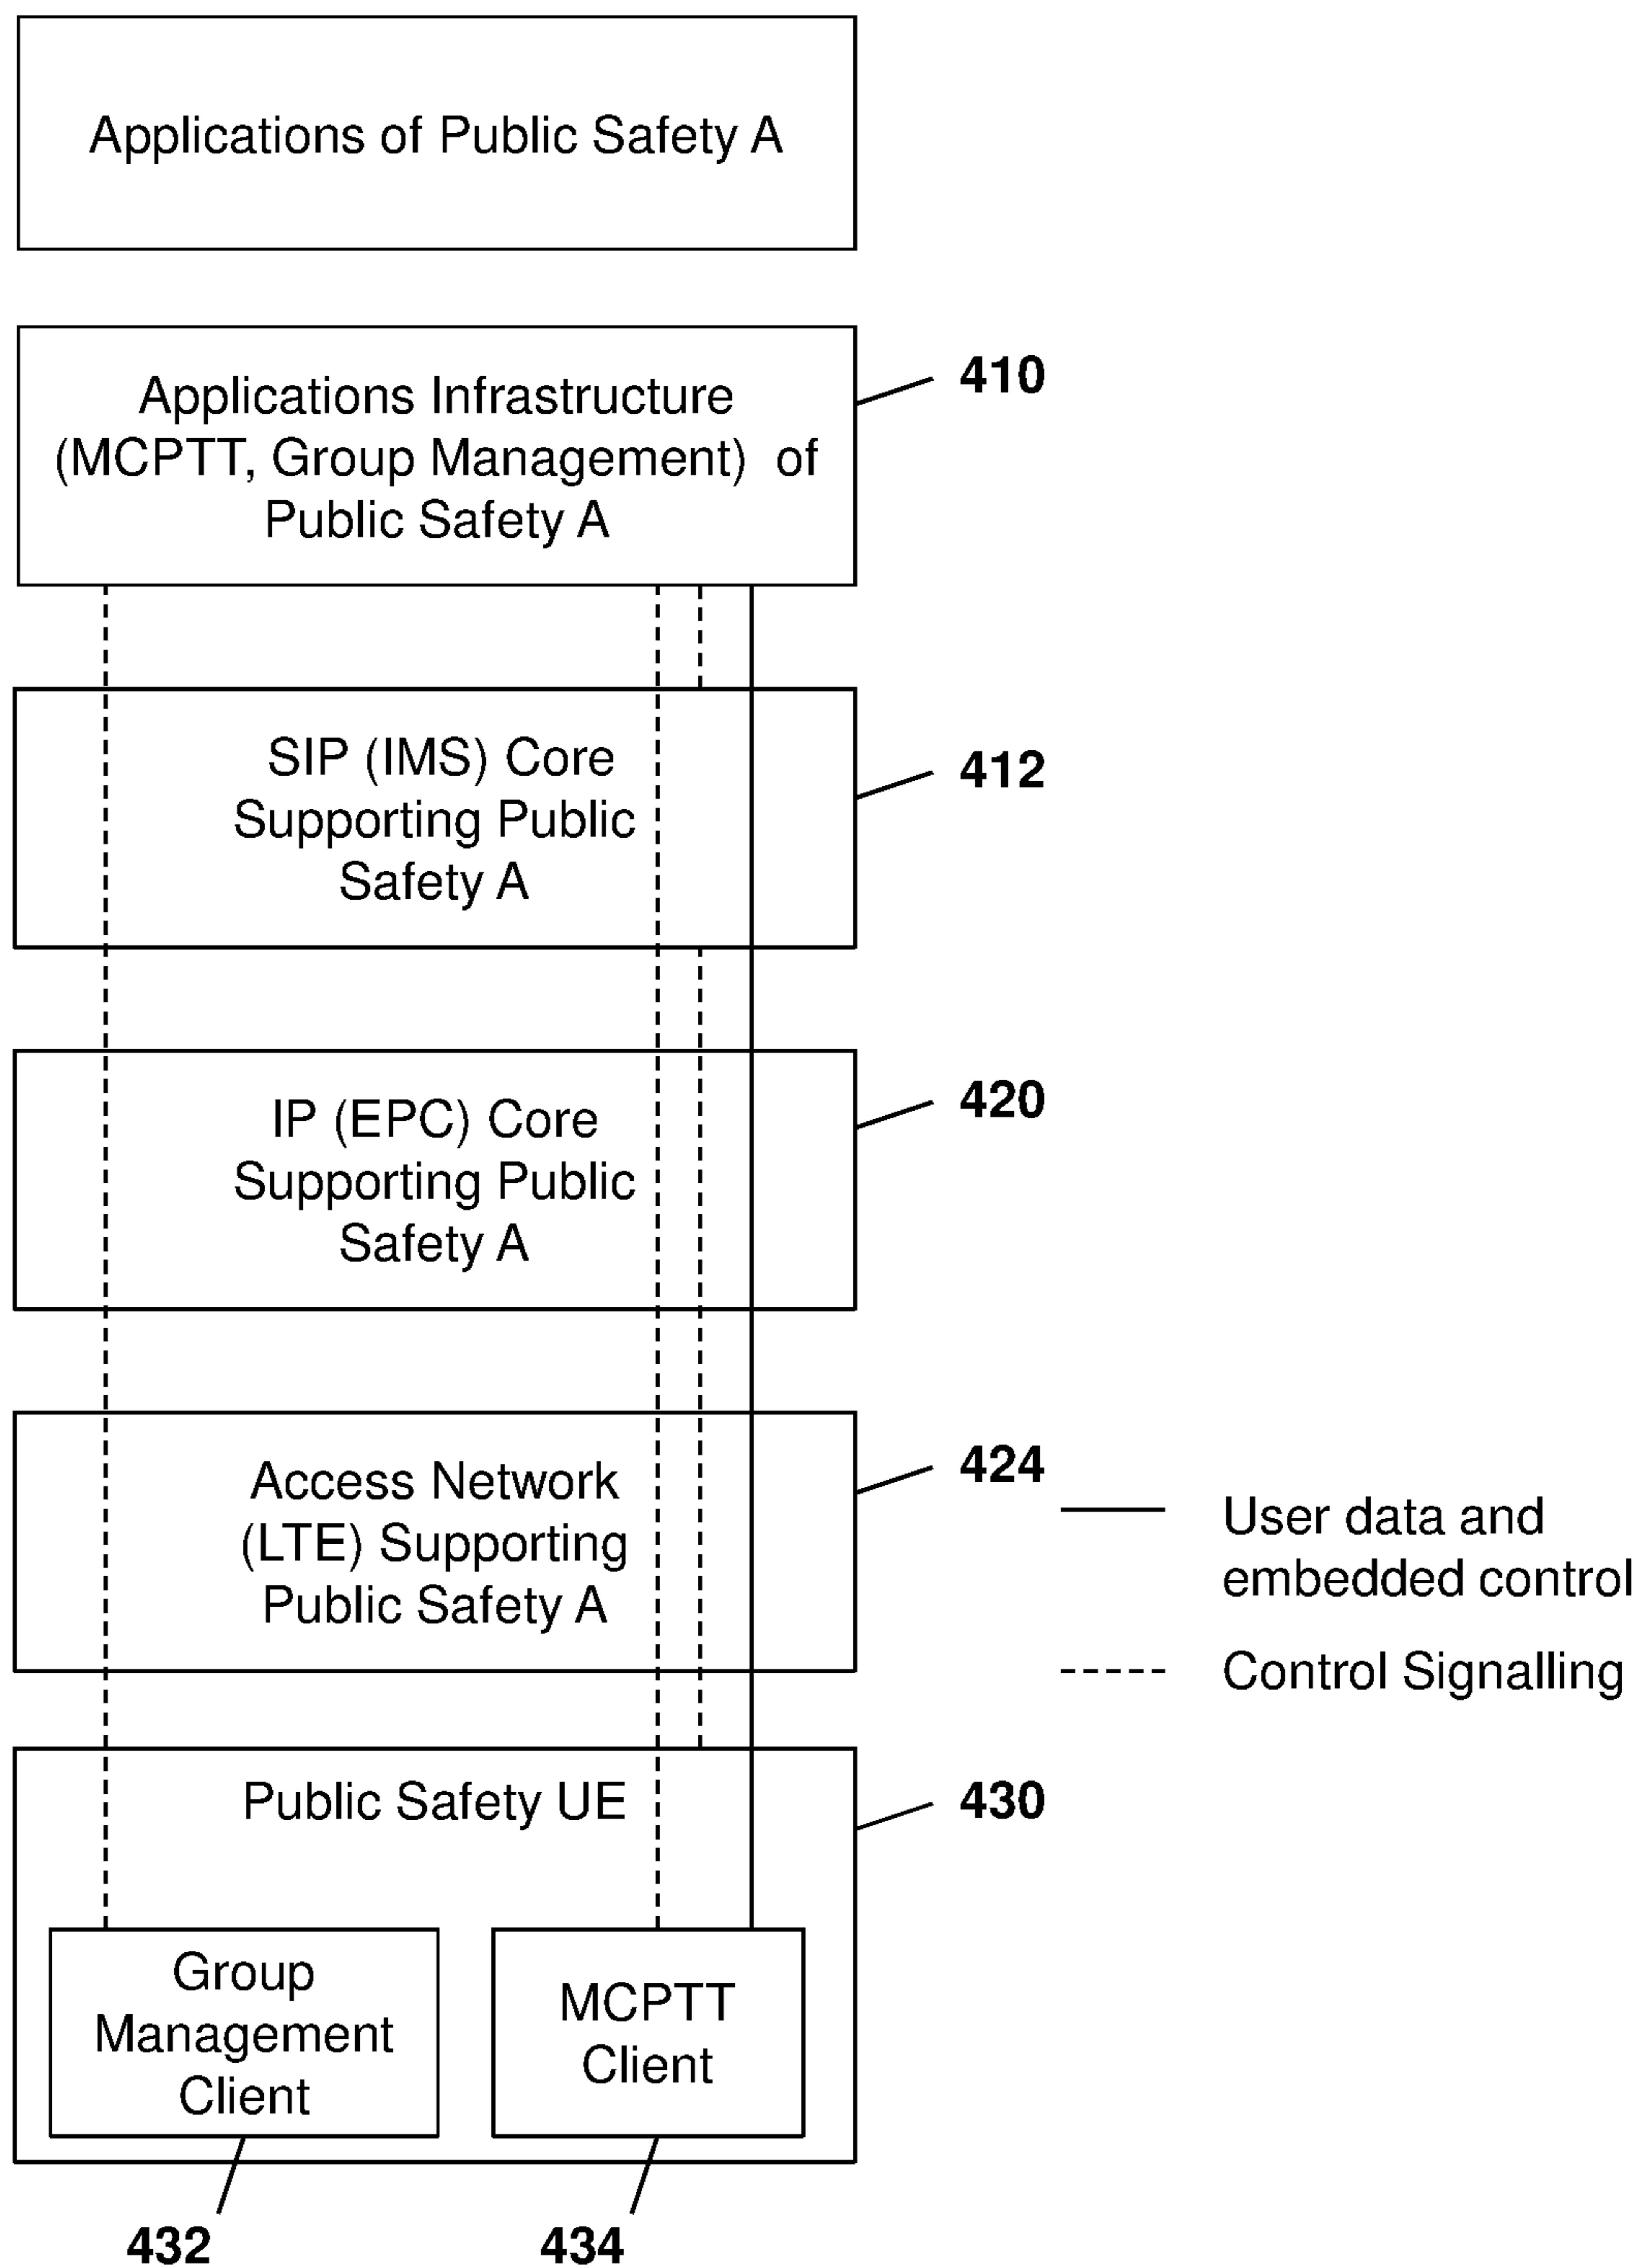 Applications of Public Safety A
Applications Infrastructure
(MCPTT, Group Management) of
Public Safety A
410
SIP (IMS) Core
Supporting Public
Safety A
412
IP (EPC) Core
Supporting Public
Safety A
420
Access Network
(LTE) Supporting
Public Safety A
424
User data and
embedded control
Control Signalling
Public Safety UE
430
Group
Management
Client
MCPTT
Client
432
434